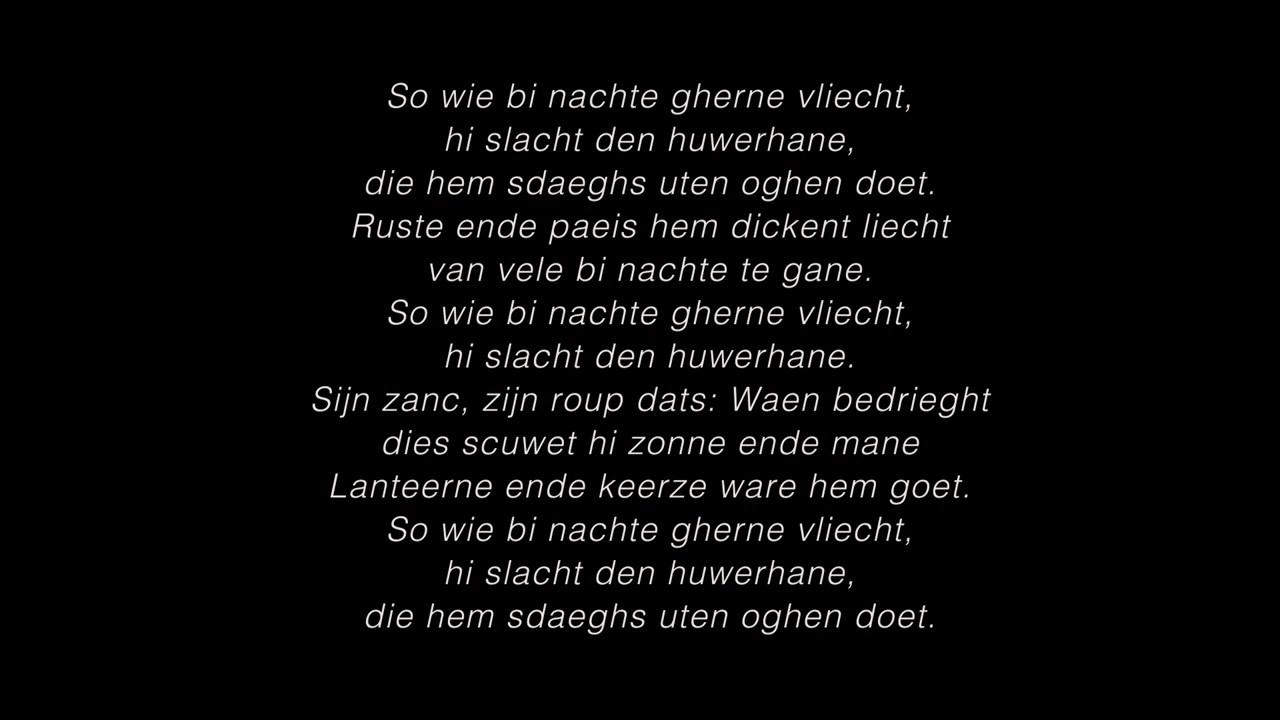 So wie bi nachte gherne vliecht,
hi slacht den huwerhane,
die hem sdaeghs uten oghen doet.
Ruste ende paeis hem dickent liecht
van vele bi nachte te gane.
So wie bi nachte gherne vliecht,
hi slacht den huwerhane.
Sijn zanc, zijn roup dats: Waen bedrieght
dies scuwet hi zonne ende mane
Lanteerne ende keerze ware hem goet.
So wie bi nachte gherne vliecht,
hi slacht den huwerhane,
die hem sdaeghs uten oghen doet.